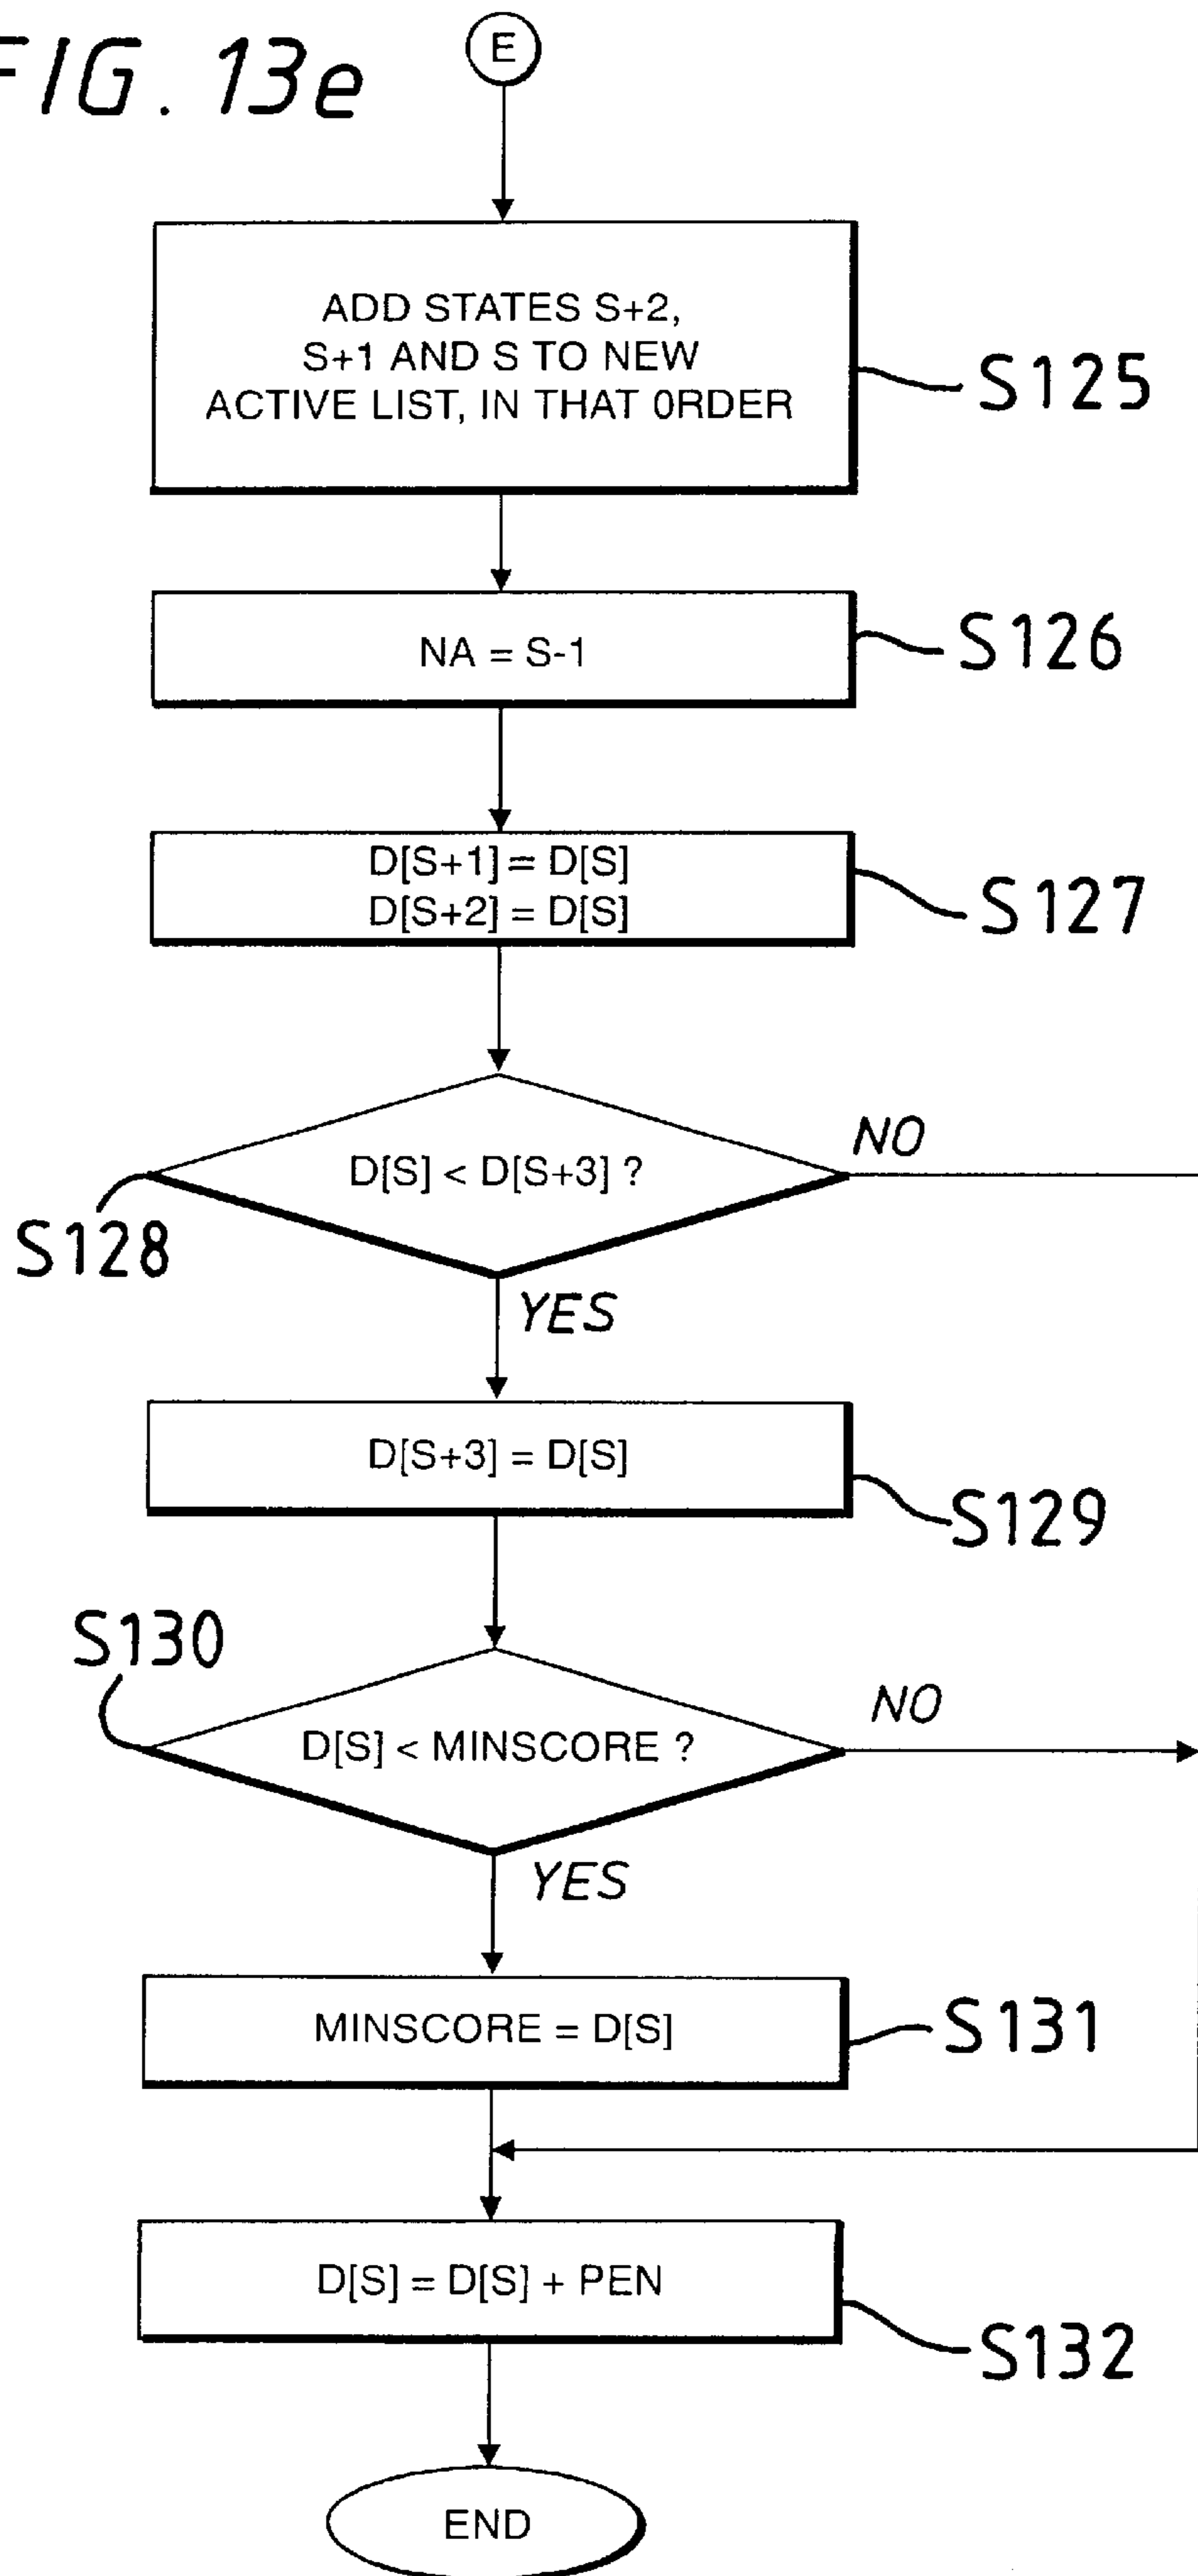 FIG. 13e
E
ADD STATES S+2,
S+1 AND S TO NEW
ACTIVE LIST, IN THAT 0RDER
S125
NA = S-1
S126
D[S+1] = D[S]
D[S+2] = D[S]
S127
D[S] < D[S+3] ?
NO
S128
YES
D[S+3] = D[S]
S129
S130
D[S] < MINSCORE ?
NO
YES
MINSCORE = D[S]
S131
D[S] = D[S] + PEN
S132
END